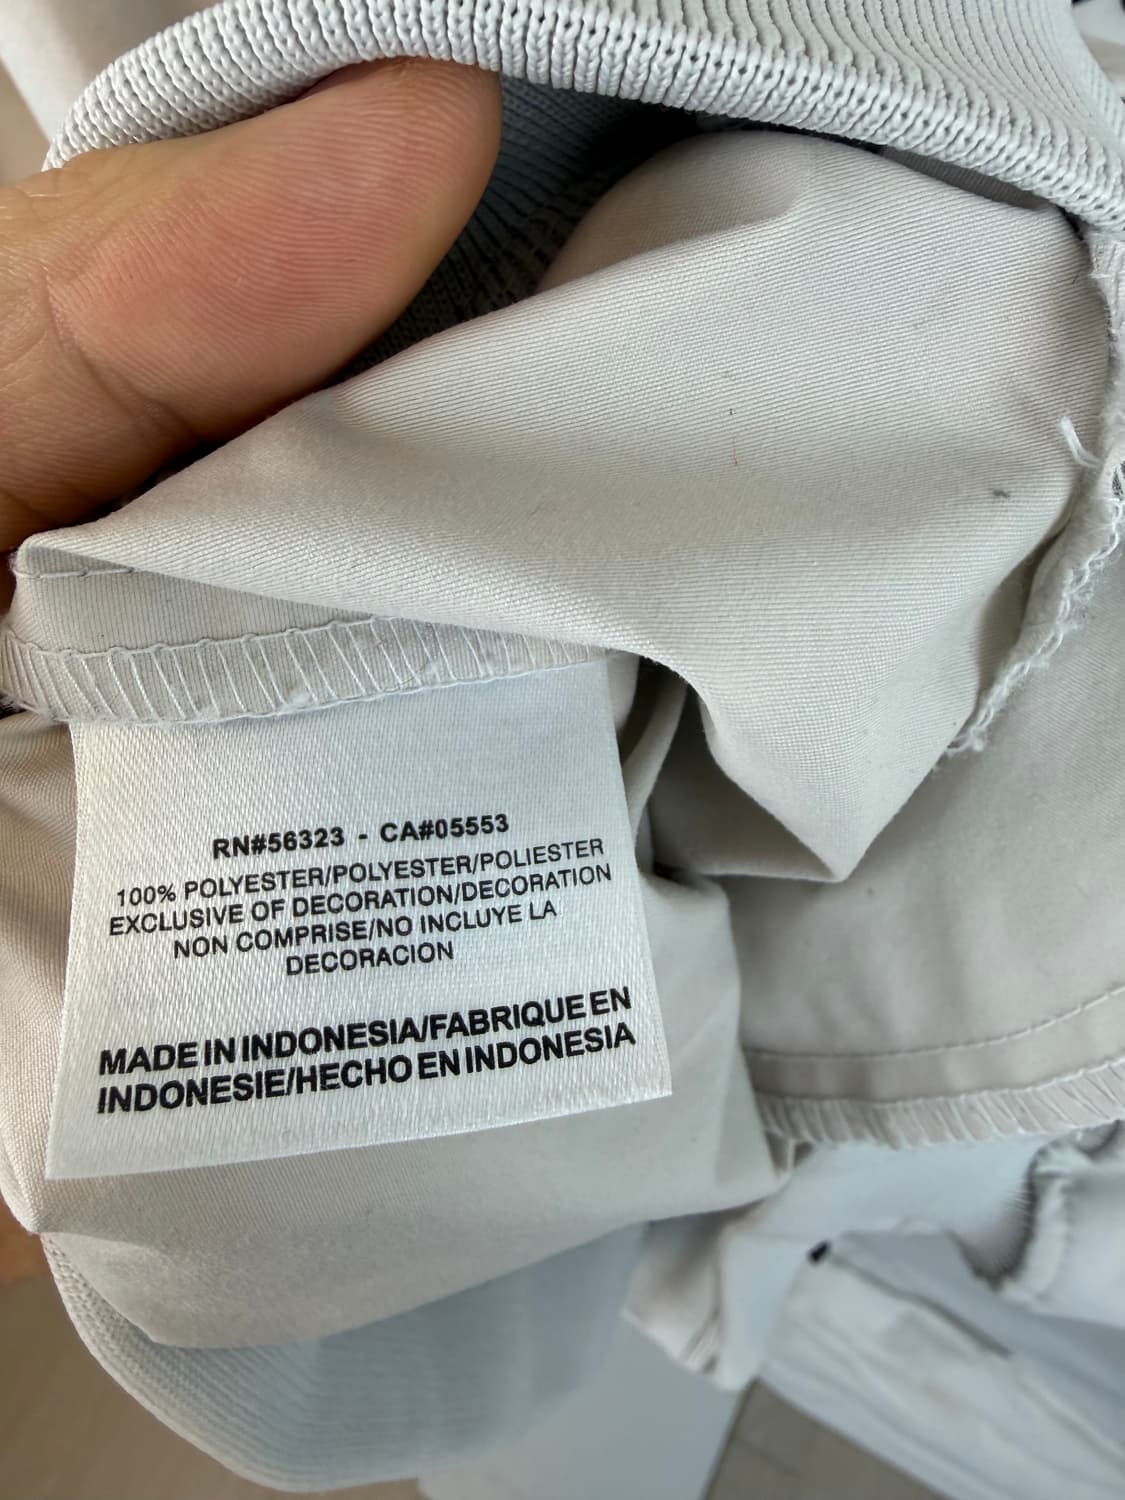 RN#56323 - CA#05553
100% POLYESTER/POLYESTER/POLIESTER
EXCLUSIVE OF DECORATION/DECORATION
NON COMPRISE/NO INCLUYE LA
DECORACION
MADE IN INDONESIA/FABRIQUE EN
INDONESIE/HECHO EN INDONESIA